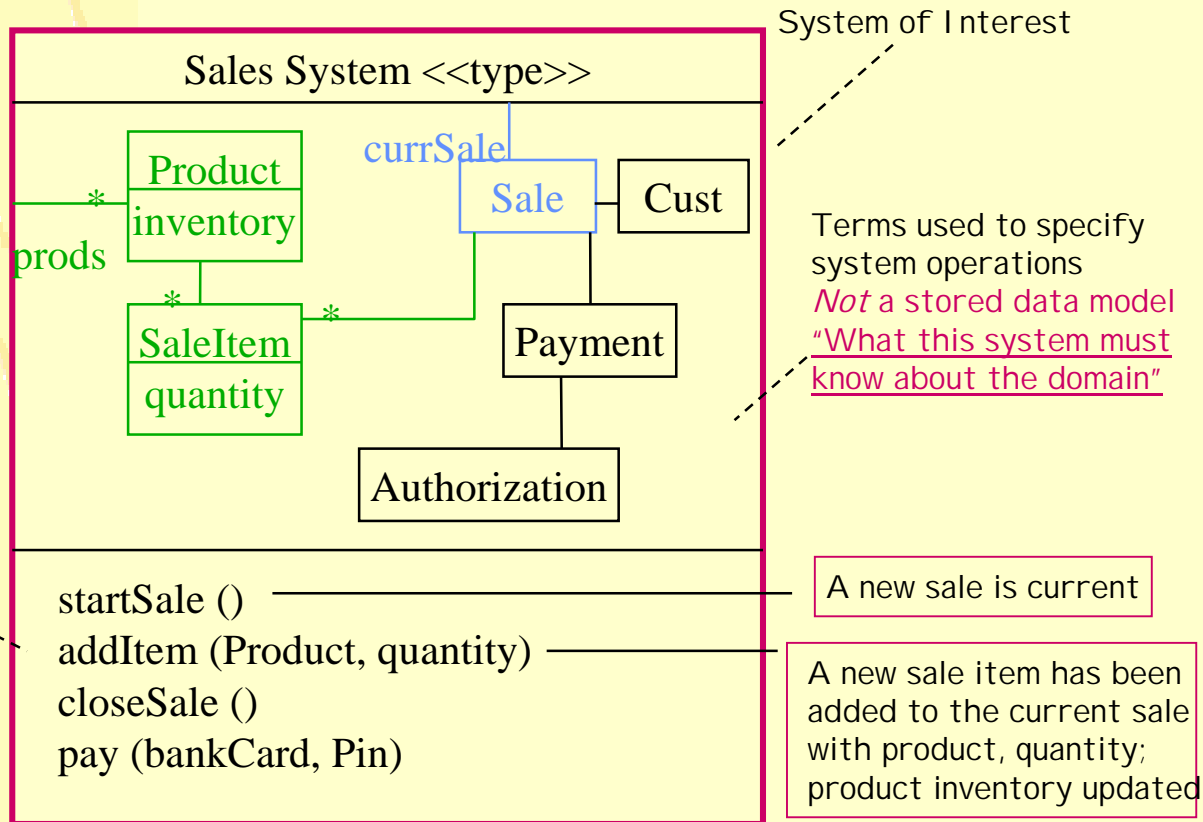 System of Interest
Sales System <<type>>
currSale
Product
inventory
*
prods
Sale
Cust
*
*
SaleItem
quantity
Payment
Authorization
Terms used to specify
system operations
Not a stored data model
“What this system must
know about the domain”
startSale ()
addItem (Product, quantity)
closeSale ()
pay (bankCard, Pin)
A new sale is current
A new sale item has been
added to the current sale
with product, quantity;
product inventory updated